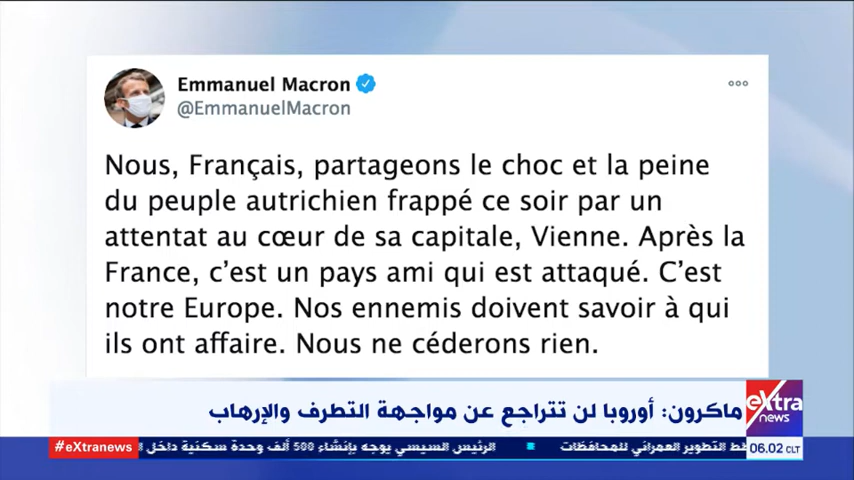 Emmanuel Macron
@EmmanuelMacron
Nous, Français, partageons le choc et la peine
du peuple autrichien frappé ce soir par un
attentat au cœur de sa capitale, Vienne. Après la
France, c’est un pays ami qui est attaqué. C’est
notre Europe. Nos ennemis doivent savoir à qui
ils ont affaire. Nous ne céderons rien.
ماكرون: أوروبا لن تتراجع عن مواجهة التطرف والإرهاب
eXtra
news
#eXtranews
التطوير العمراني للمحافظات
الرئيس السيسي يوجه بإنشاء 500 ألف وحدة سكنية داخل
06.02 CLT